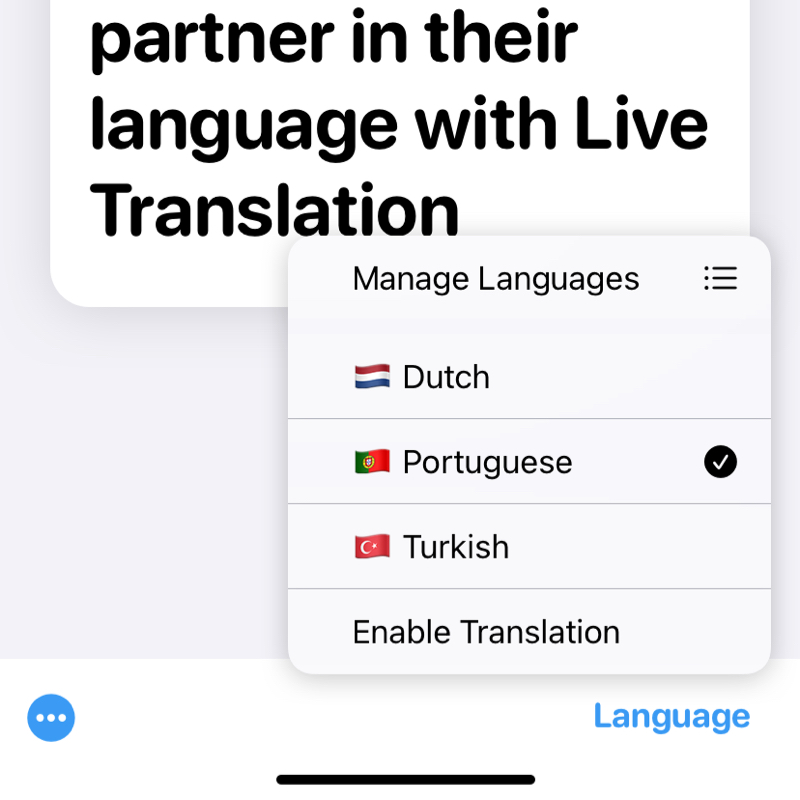 partner in their
language with Live
Translation
Manage Languages
Dutch
Portuguese
Turkish
Enable Translation
Language